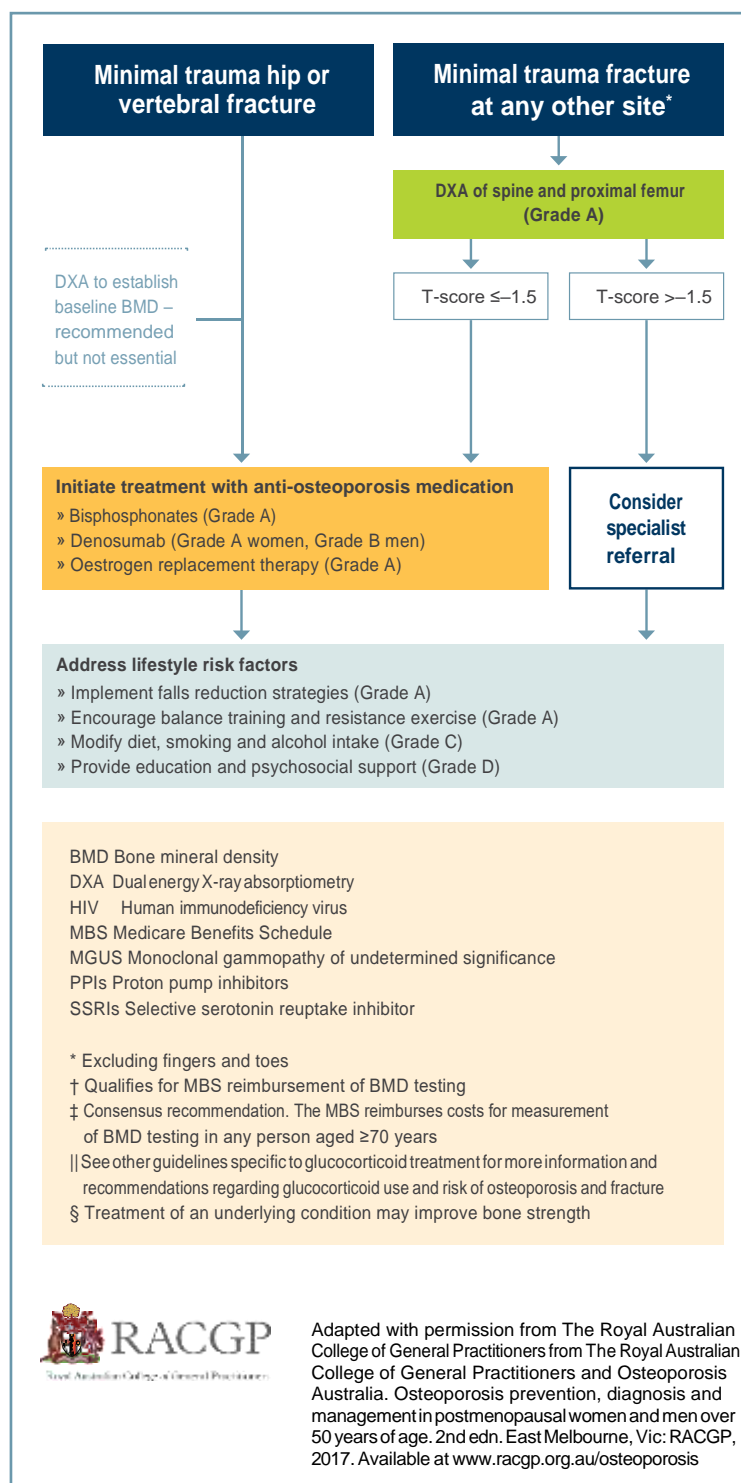 Minimal trauma hip or
vertebral fracture
Minimal trauma fracture
at any other site*
DXA of spine and proximal femur
(Grade A)
DXA to establish
baseline BMD –
recommended
but not essential
T-score ≤–1.5
T-score >–1.5
Initiate treatment with anti-osteoporosis medication
» Bisphosphonates (Grade A)
» Denosumab (Grade A women, Grade B men)
» Oestrogen replacement therapy (Grade A)
Consider
specialist
referral
Address lifestyle risk factors
» Implement falls reduction strategies (Grade A)
» Encourage balance training and resistance exercise (Grade A)
» Modify diet, smoking and alcohol intake (Grade C)
» Provide education and psychosocial support (Grade D)
BMD Bone mineral density
DXA Dual energy X-ray absorptiometry
HIV Human immunodeficiency virus
MBS Medicare Benefits Schedule
MGUS Monoclonal gammopathy of undetermined significance
PPIs Proton pump inhibitors
SSRIs Selective serotonin reuptake inhibitor
* Excluding fingers and toes
† Qualifies for MBS reimbursement of BMD testing
‡ Consensus recommendation. The MBS reimburses costs for measurement
of BMD testing in any person aged ≥70 years
|| See other guidelines specific to glucocorticoid treatment for more information and
recommendations regarding glucocorticoid use and risk of osteoporosis and fracture
§ Treatment of an underlying condition may improve bone strength
RACGP
Royal Australian College of General Practitioners
Adapted with permission from The Royal Australian
College of General Practitioners from The Royal Australian
College of General Practitioners and Osteoporosis
Australia. Osteoporosis prevention, diagnosis and
management in postmenopausal women and men over
50 years of age. 2nd edn. East Melbourne, Vic: RACGP,
2017. Available at www.racgp.org.au/osteoporosis